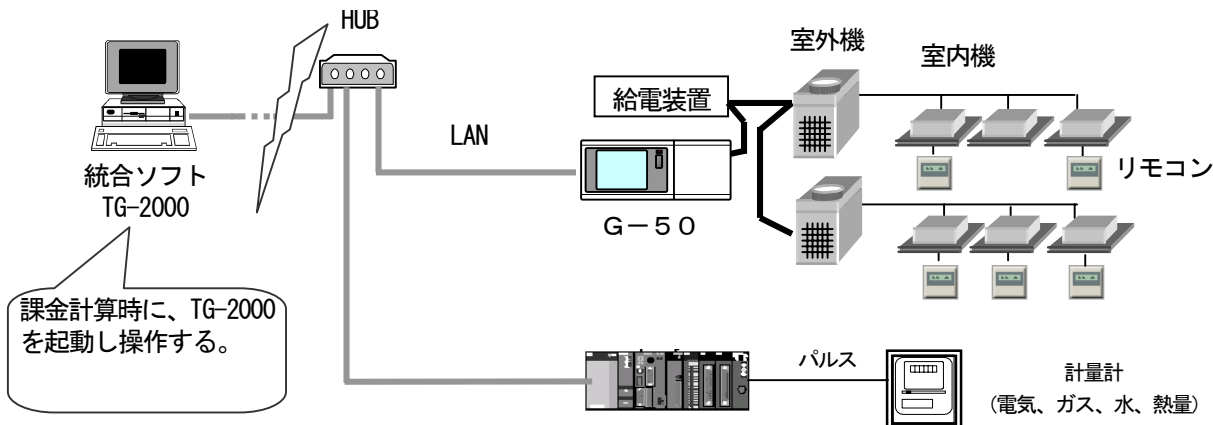 HUB
室外機
室内機
給電装置
LAN
リモコン
統合ソフト
TG-2000
G-50
課金計算時に、TG-2000
を起動し操作する。
パルス
計量計
(電気、ガス、水、熱量)